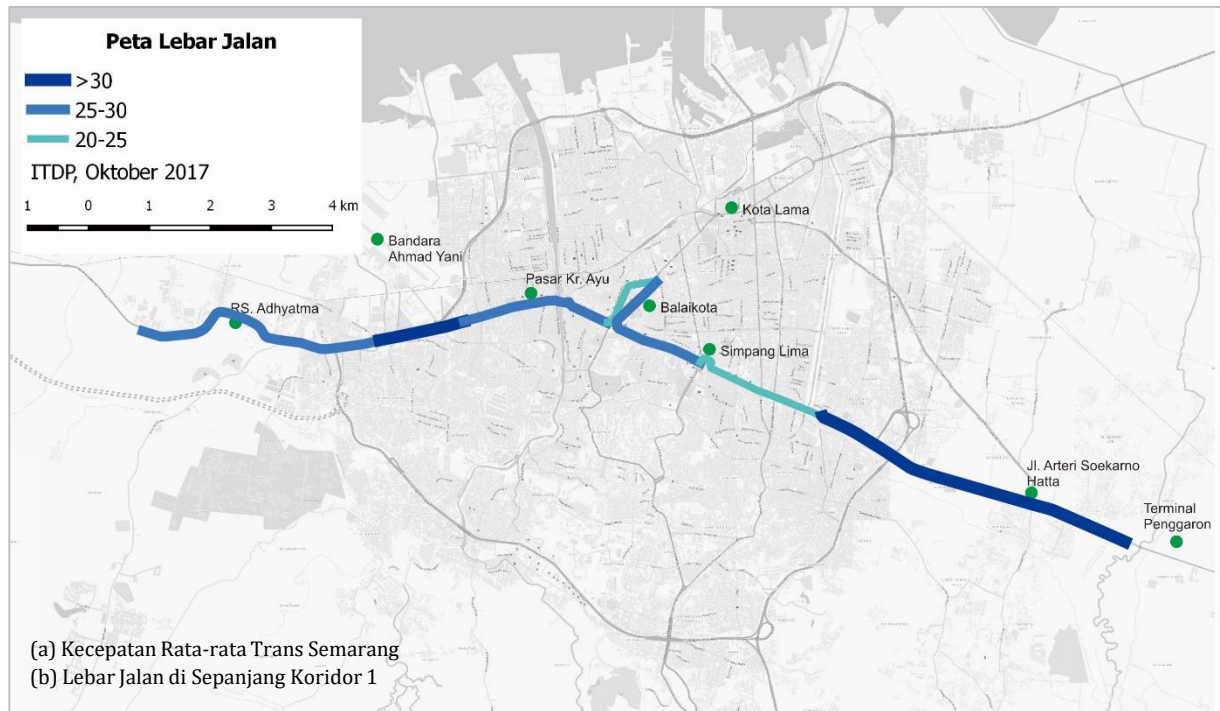 Peta Lebar Jalan
>30
25-30
20-25
ITDP, Oktober 2017
1 0 1 2 3 4 km
Kota Lama
Bandara
Ahmad Yani
Pasar Kr. Ayu
RS. Adhyatma
Balaikota
Simpang Lima
Jl. Arteri Soekarno
Hatta
Terminal
Penggaron
(a) Kecepatan Rata-rata Trans Semarang
(b) Lebar Jalan di Sepanjang Koridor 1